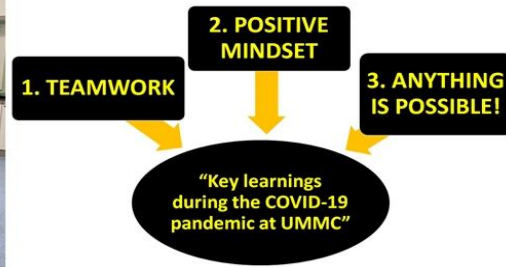 1. TEAMWORK
2. POSITIVE
MINDSET
3. ANYTHING
IS POSSIBLE!
“Key learnings
during the COVID-19
pandemic at UMMC”